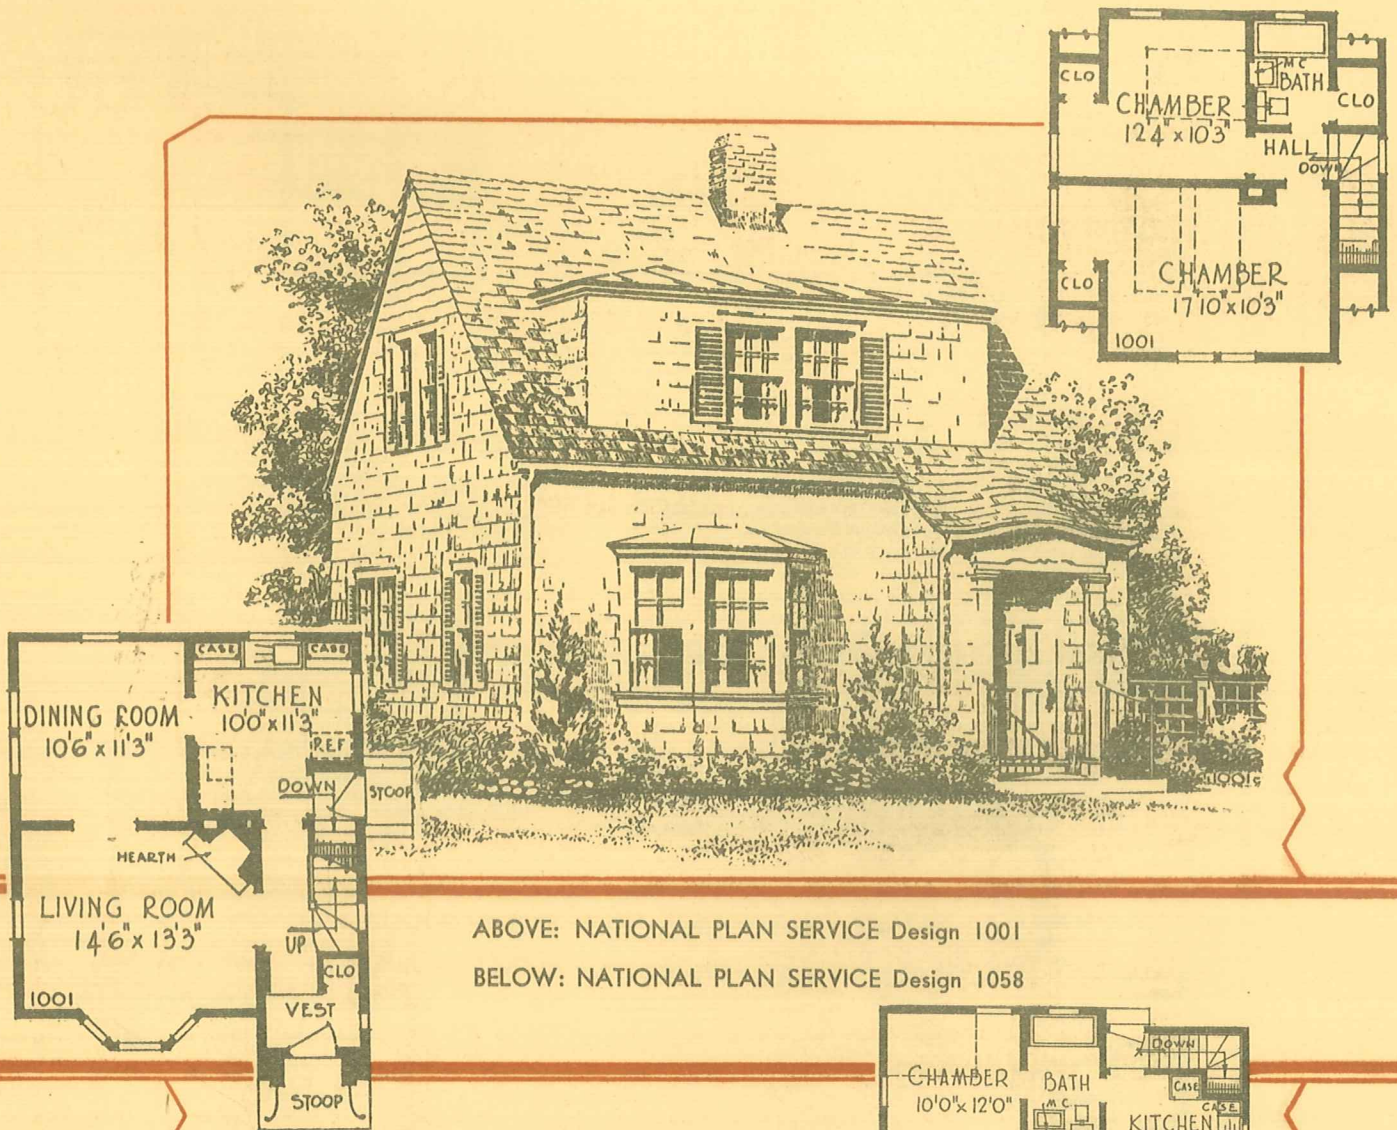 CLO
MC
BATH
CLO
CHAMBER
12'4" x 10'3"
HALL
DOWN
CHAMBER
17'10" x 10'3"
CLO
1001
CASE
CASE
KITCHEN
10'0" x 11'3"
DINING ROOM
10'6" x 11'3"
REF
DOWN
STOOP
HEARTH
LIVING ROOM
14'6" x 13'3"
UP
CLO
1001
VEST
STOOP
ABOVE: NATIONAL PLAN SERVICE Design 1001
BELOW: NATIONAL PLAN SERVICE Design 1058
CHAMBER
10'0" x 12'0"
BATH
MC
DOWN
CASE
CASE
KITCHEN